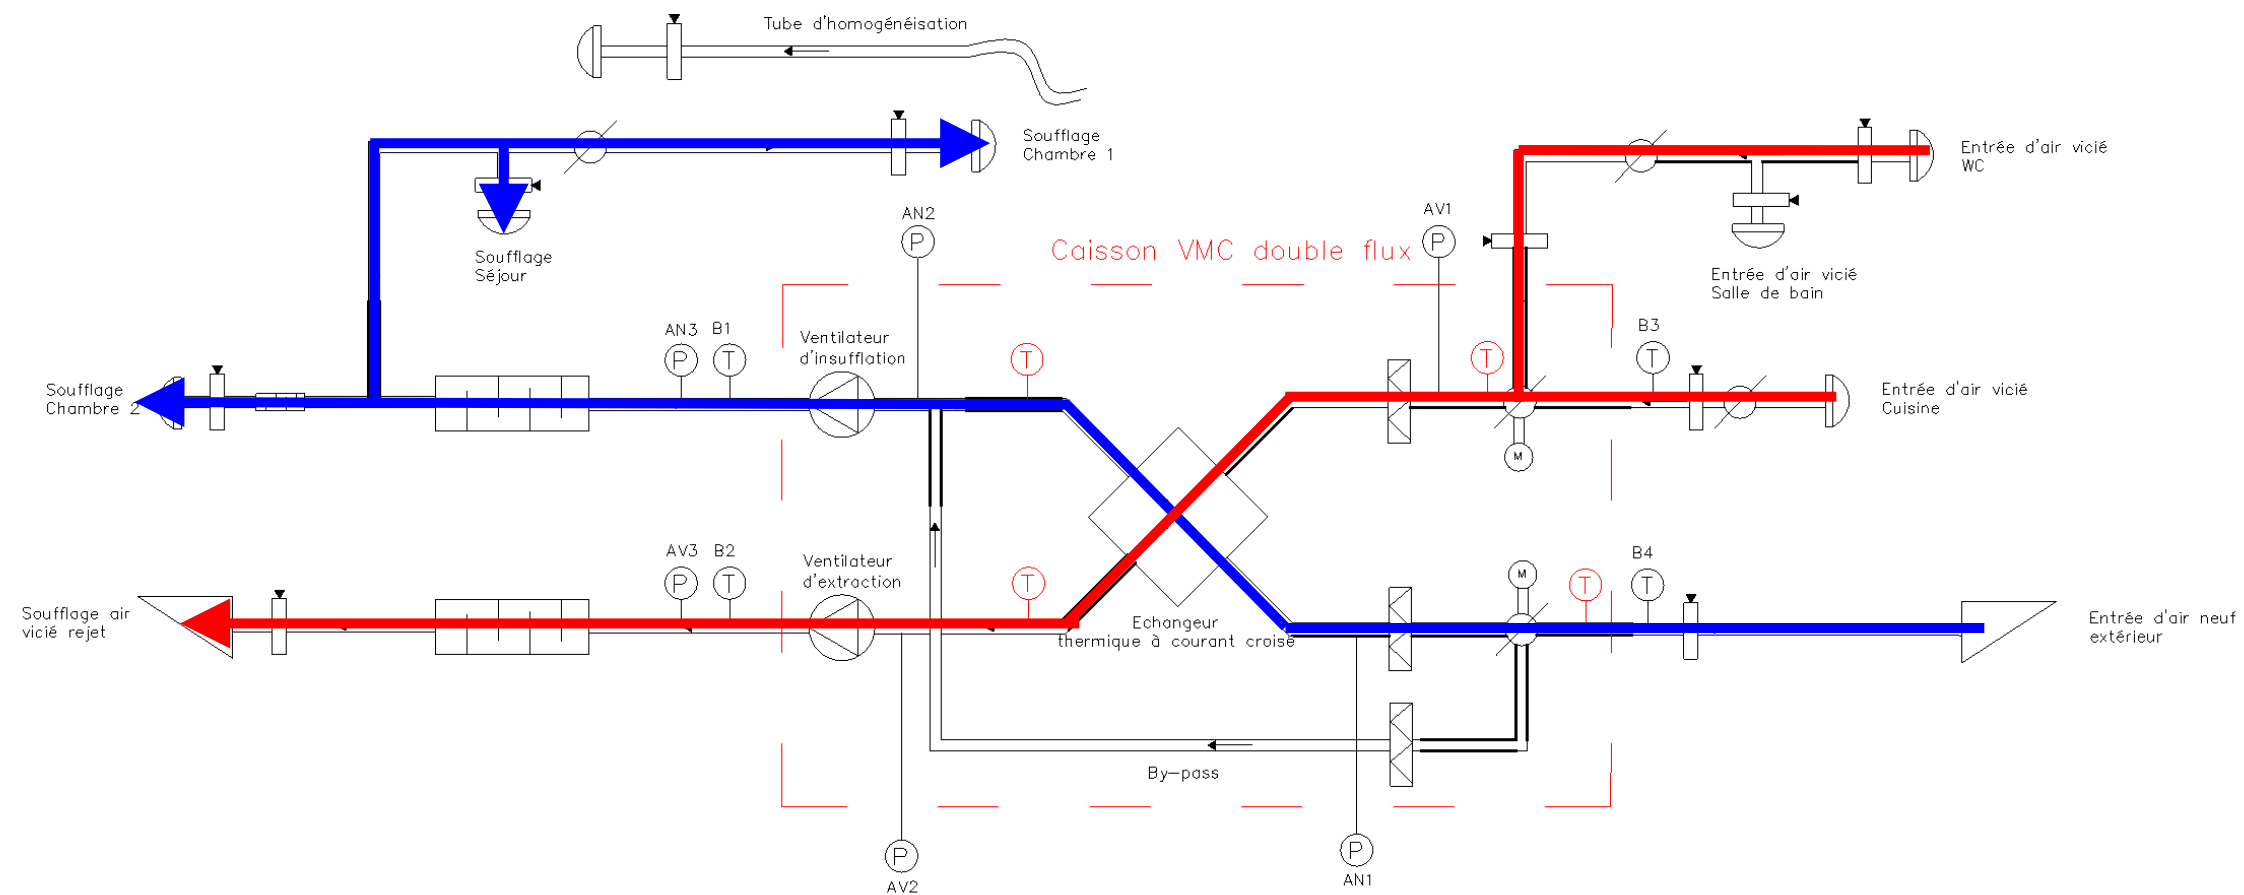 Tube d'homogénéisation
Soufflage
Chambre 1
Entrée d'air vicié
WC
AN2
P
AV1
P
Caisson VMC double flux
Soufflage
Séjour
Entrée d'air vicié
Salle de bain
AN3
B1
P
T
Ventilateur
d'insufflation
T
T
B3
T
Soufflage
Chambre 2
Entrée d'air vicié
Cuisine
M
AV3
B2
P
T
Ventilateur
d'extraction
T
M
T
B4
T
Soufflage air
vicié rejet
Echangeur
thermique à courant croisé
Entrée d'air neuf
extérieur
By-pass
P
AV2
P
AN1